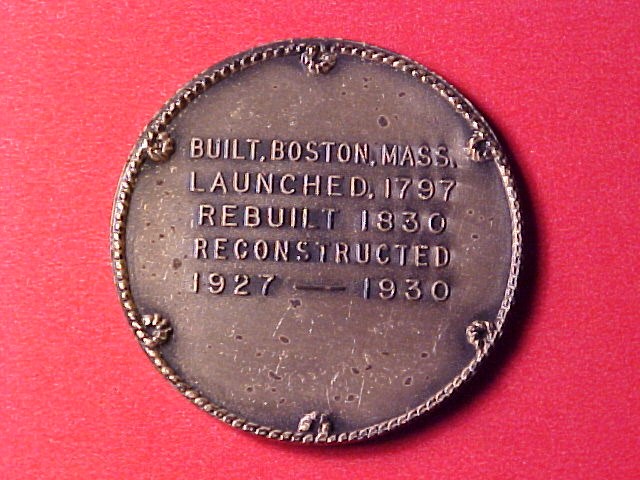 BUILT, BOSTON, MASS.
LAUNCHED, 1797
REBUILT 1830
RECONSTRUCTED
1927 — 1930